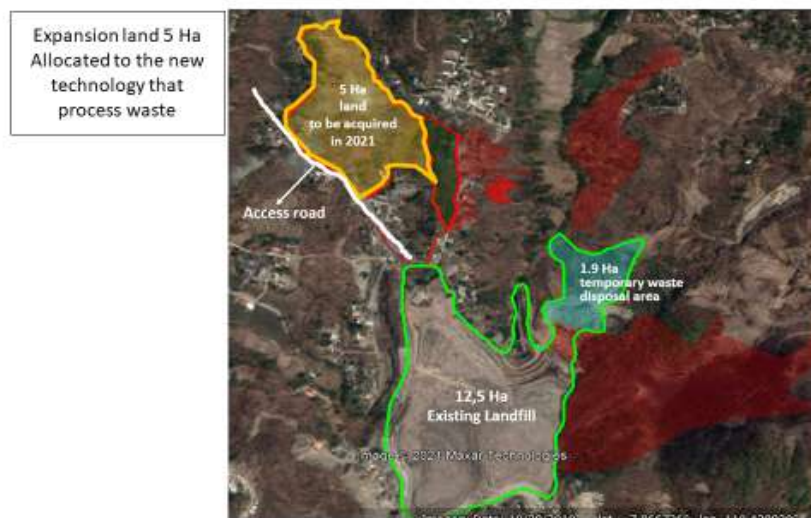 Expansion land 5 Ha
Allocated to the new
technology that
process waste
5 Ha
land
to be acquired
in 2021
Access road
1.9 Ha
temporary waste
disposal area
12,5 Ha
Existing Landfill
Image © 2021 Maxar Technologies